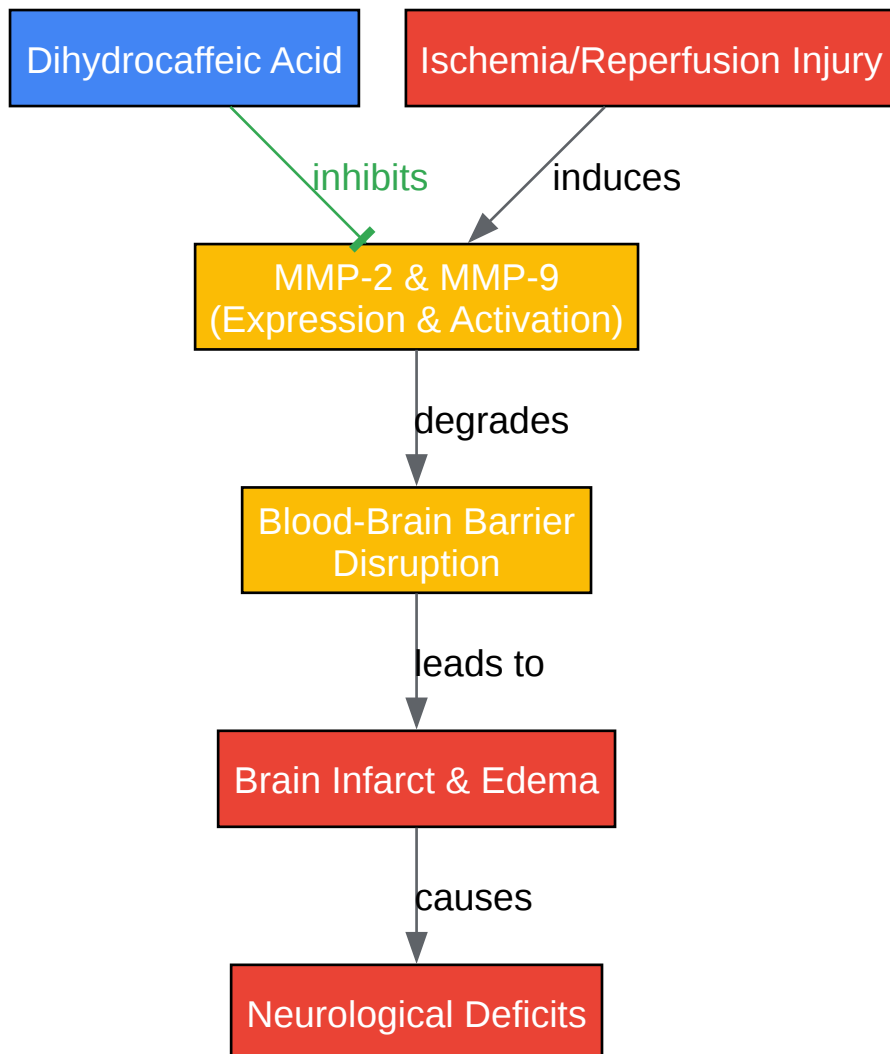 Dihydrocaffeic Acid
Ischemia/Reperfusion Injury
inhibits
induces
MMP-2 & MMP-9
(Expression & Activation)
degrades
Blood-Brain Barrier
Disruption
leads to
Brain Infarct & Edema
causes
Neurological Deficits